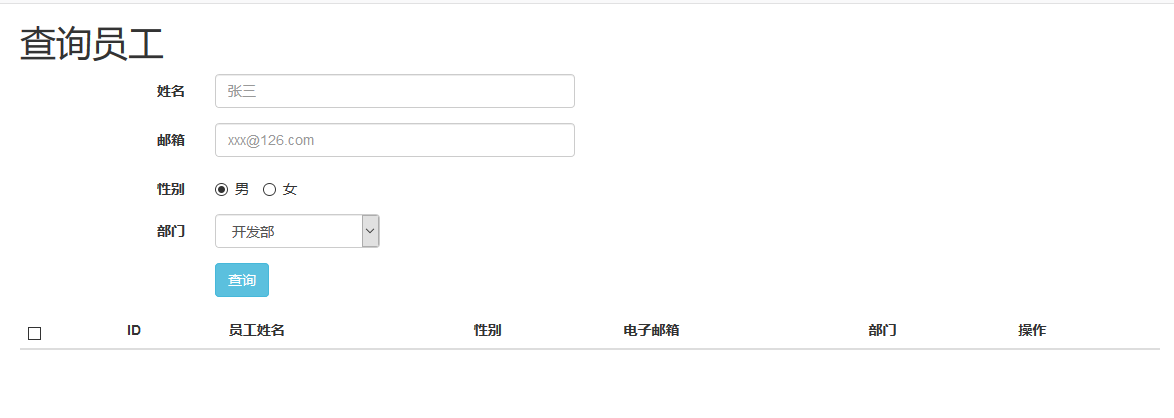 查询员工
姓名 张三
邮箱 xxx@126.com
性别 男 女
部门 开发部
查询
ID 员工姓名 性别 电子邮箱 部门 操作